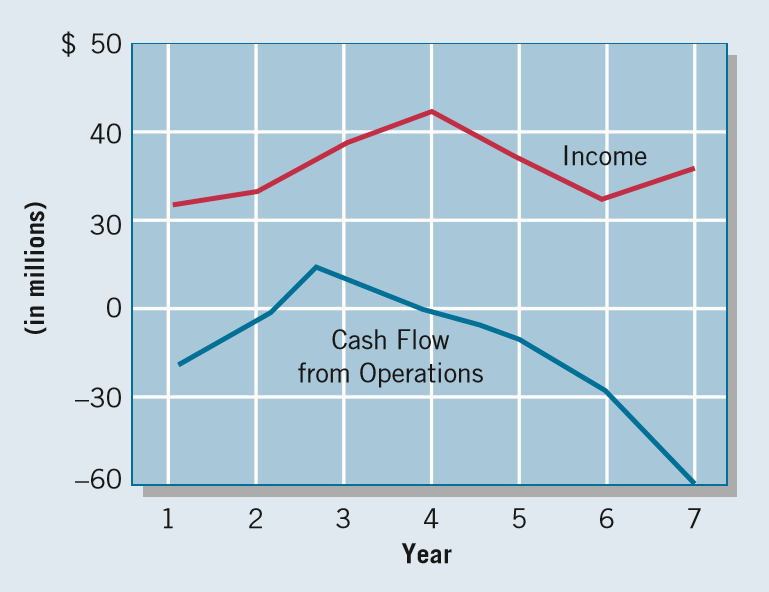 $ 50
40
30
0
–30
–60
(in millions)
Income
Cash Flow
from Operations
1 2 3 4 5 6 7
Year